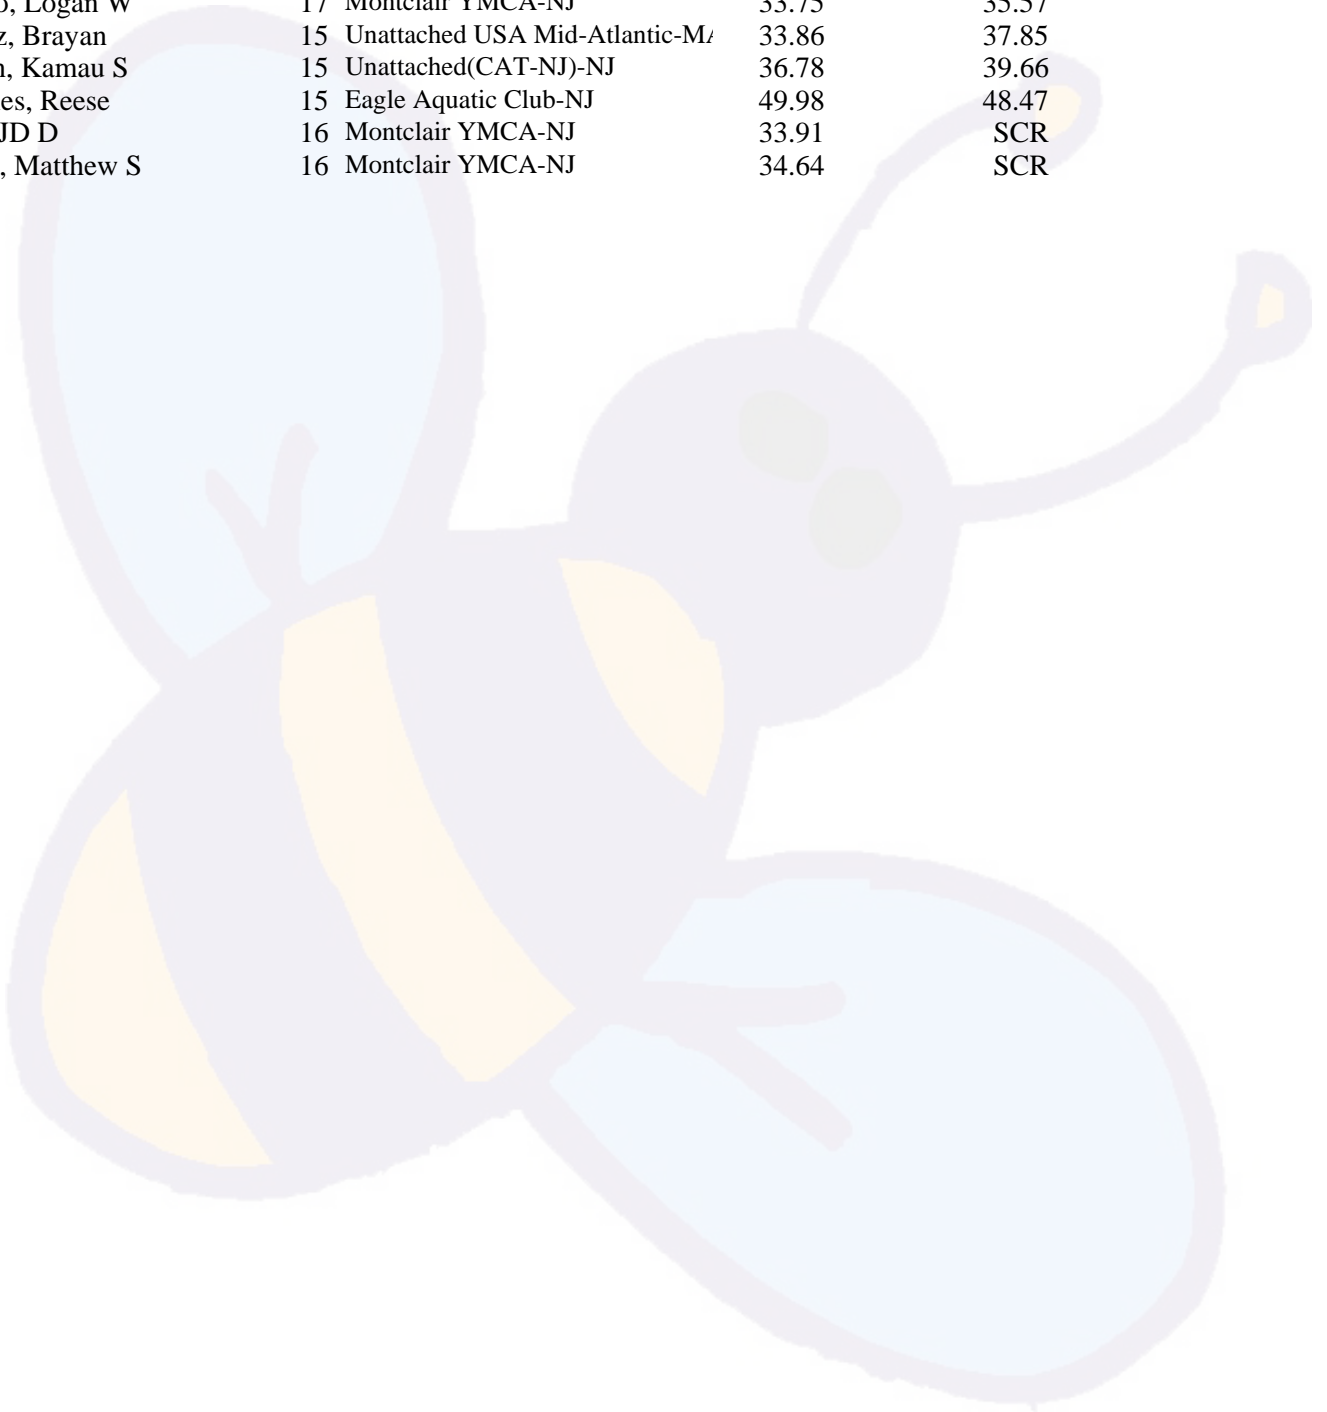 o, Logan W 17 Montclair YMCA-NJ 33.75 35.57
z, Brayan 15 Unattached USA Mid-Atlantic-MA 33.86 37.85
n, Kamau S 15 Unattached(CAT-NJ)-NJ 36.78 39.66
es, Reese 15 Eagle Aquatic Club-NJ 49.98 48.47
JD D 16 Montclair YMCA-NJ 33.91 SCR
, Matthew S 16 Montclair YMCA-NJ 34.64 SCR